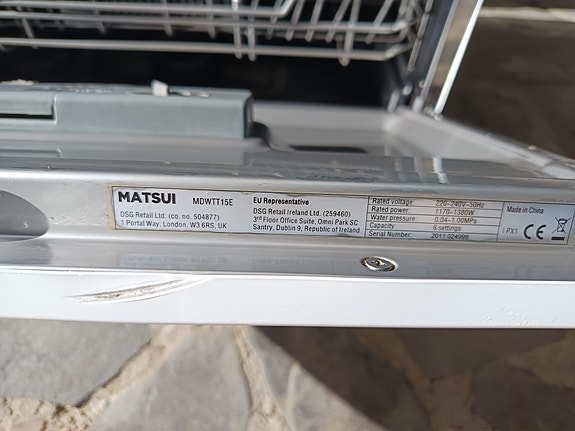 MATSUI MDWTT15E
DSG Retail Ltd. (co. no. 504877)
1 Portal Way, London, W3 6RS, UK
EU Representative
DSG Retail Ireland Ltd. (259460)
3rd Floor Office Suite, Omni Park SC
Santry, Dublin 9, Republic of Ireland
Rated voltage: 220-240V~50Hz
Rated power: 1170-1380W
Water pressure: 0.04-1.00MPa
Capacity: 6 settings
Serial Number: 2011 024999
Made in China
IPX1 CE